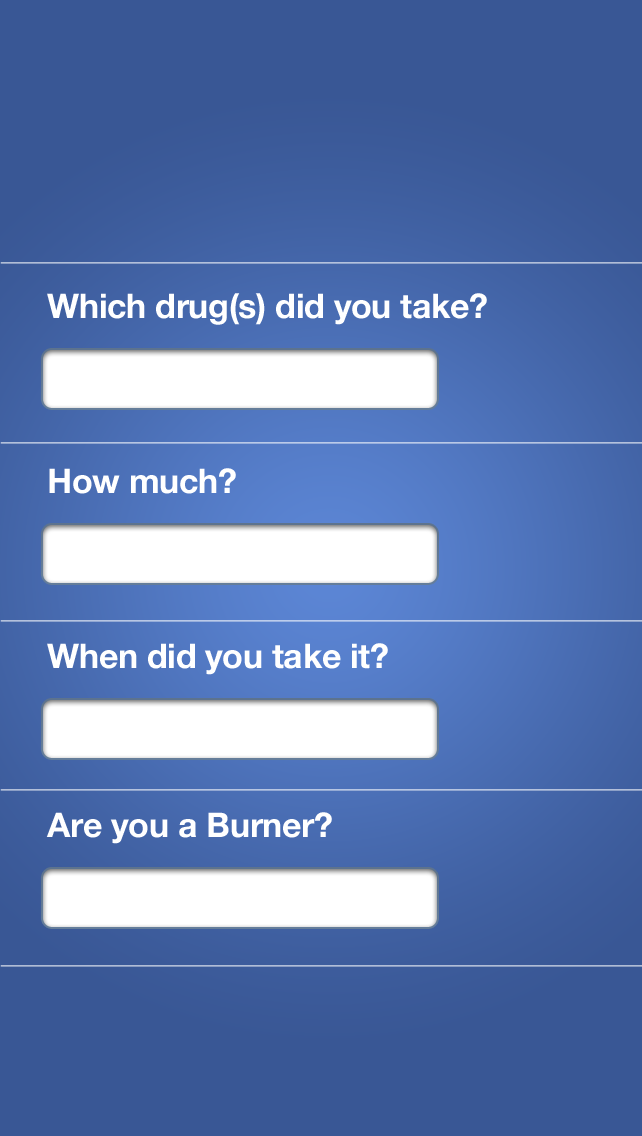 Which drug(s) did you take?
How much?
When did you take it?
Are you a Burner?